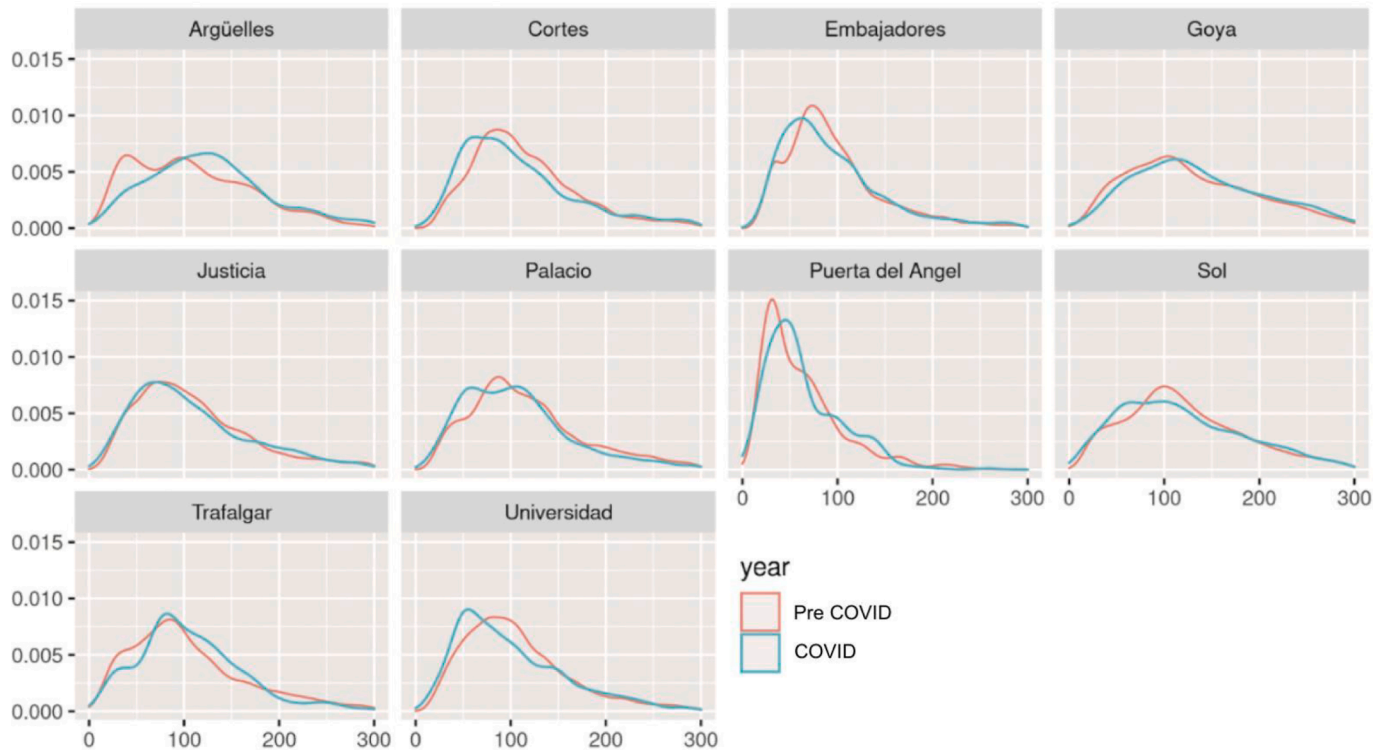 Argüelles Cortes Embajadores Goya
0.015
0.010
0.005
0.000
Justicia Palacio Puerta del Angel Sol
0.015
0.010
0.005
0.000
0 100 200 300 0 100 200 300
Trafalgar Universidad
0.015
0.010
0.005
0.000
0 100 200 300 0 100 200 300
year
Pre COVID
COVID